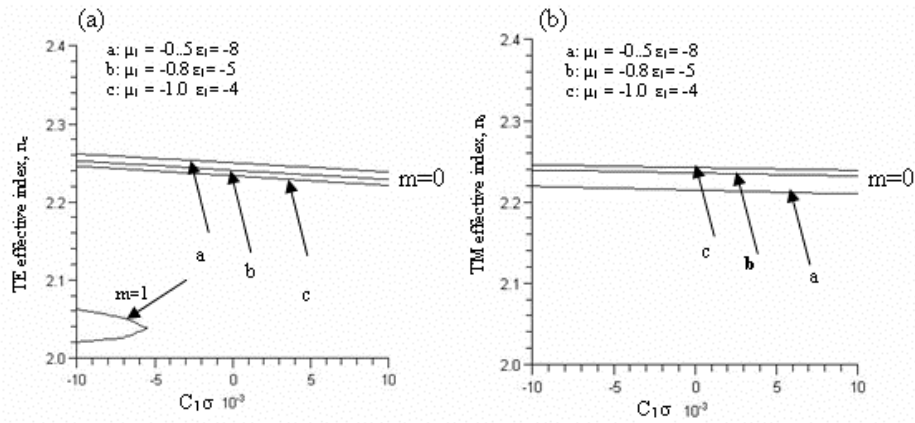 (a)
2.4
a: μ₁ = -0..5 ε₁= -8
b: μ₁ = -0.8 ε₁= -5
c: μ₁ = -1.0 ε₁= -4
2.3
2.2
2.1
2.0
TE effective index, nₑ
m=0
a
b
c
m=1
-10 -5 0 5 10
C₁σ 10⁻³
(b)
2.4
a: μ₁ = -0..5 ε₁= -8
b: μ₁ = -0.8 ε₁= -5
c: μ₁ = -1.0 ε₁= -4
2.3
2.2
2.1
2.0
TM effective index,
m=0
c
b
a
-10 -5 0 5 10
C₁σ 10⁻³